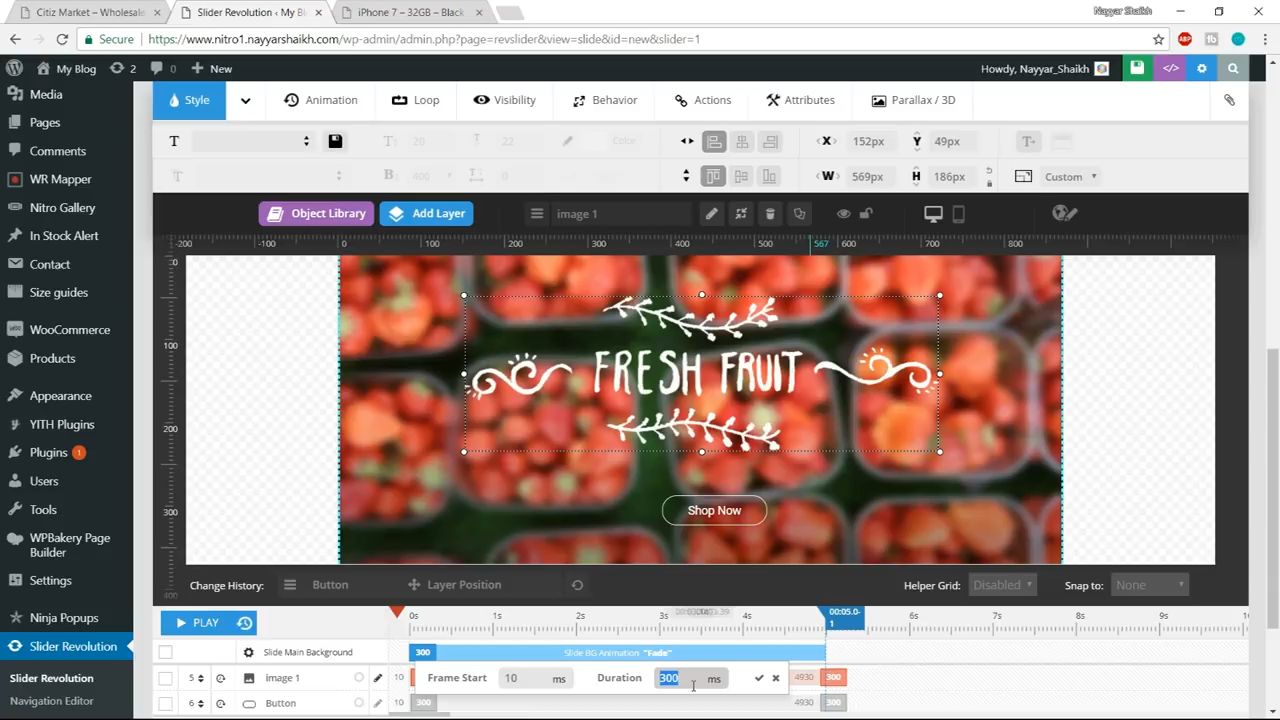 Citiz Market – Wholesale
Slider Revolution ‹ My B
iPhone 7 – 32GB – Black
Nayyar Shaikh
Secure
https://www.nitro1.nayyarshaikh.com/wp-admin/admin.php?page=revslider&view=slide&id=new&slider=1
My Blog 2 0 New
Howdy, Nayyar_Shaikh
Media
Pages
Comments
WR Mapper
Nitro Gallery
In Stock Alert
Contact
Size guides
WooCommerce
Products
Appearance
YITH Plugins
Plugins 1
Users
Tools
WPBakery Page
Builder
Settings
Ninja Popups
Slider Revolution
Slider Revolution
Navigation Editor
Style Animation Loop Visibility Behavior Actions Attributes Parallax / 3D
20 22 Color X 152px Y 49px
400 0 W 569px H 186px Custom
Object Library Add Layer image 1
-200 -100 0 100 200 300 400 500 567 600 700 800
0
100
200
300
400
FRESH FRUIT
Shop Now
Change History: Button Layer Position Helper Grid: Disabled Snap to: None
PLAY 0s 1s 2s 3s 4s 00:05.0-1 6s 7s 8s 9s
Slide Main Background 300 Slide BG Animation "Fade"
5 image 1 10 Frame Start 10 ms Duration 300 ms 4930 300
6 Button 10 300 4930 300